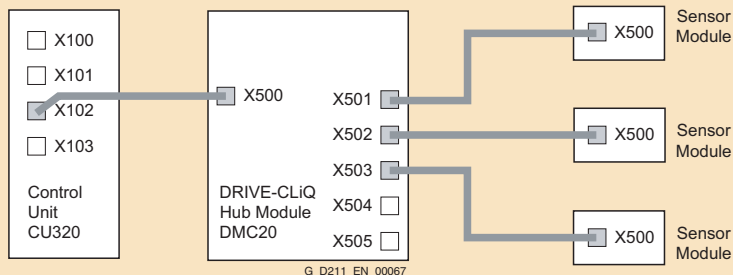 X100
X101
X102
X103
Control
Unit
CU320
X500
DRIVE-CLiQ
Hub Module
DMC20
X501
X502
X503
X504
X505
X500
Sensor
Module
X500
Sensor
Module
X500
Sensor
Module
G_D211_EN_00067